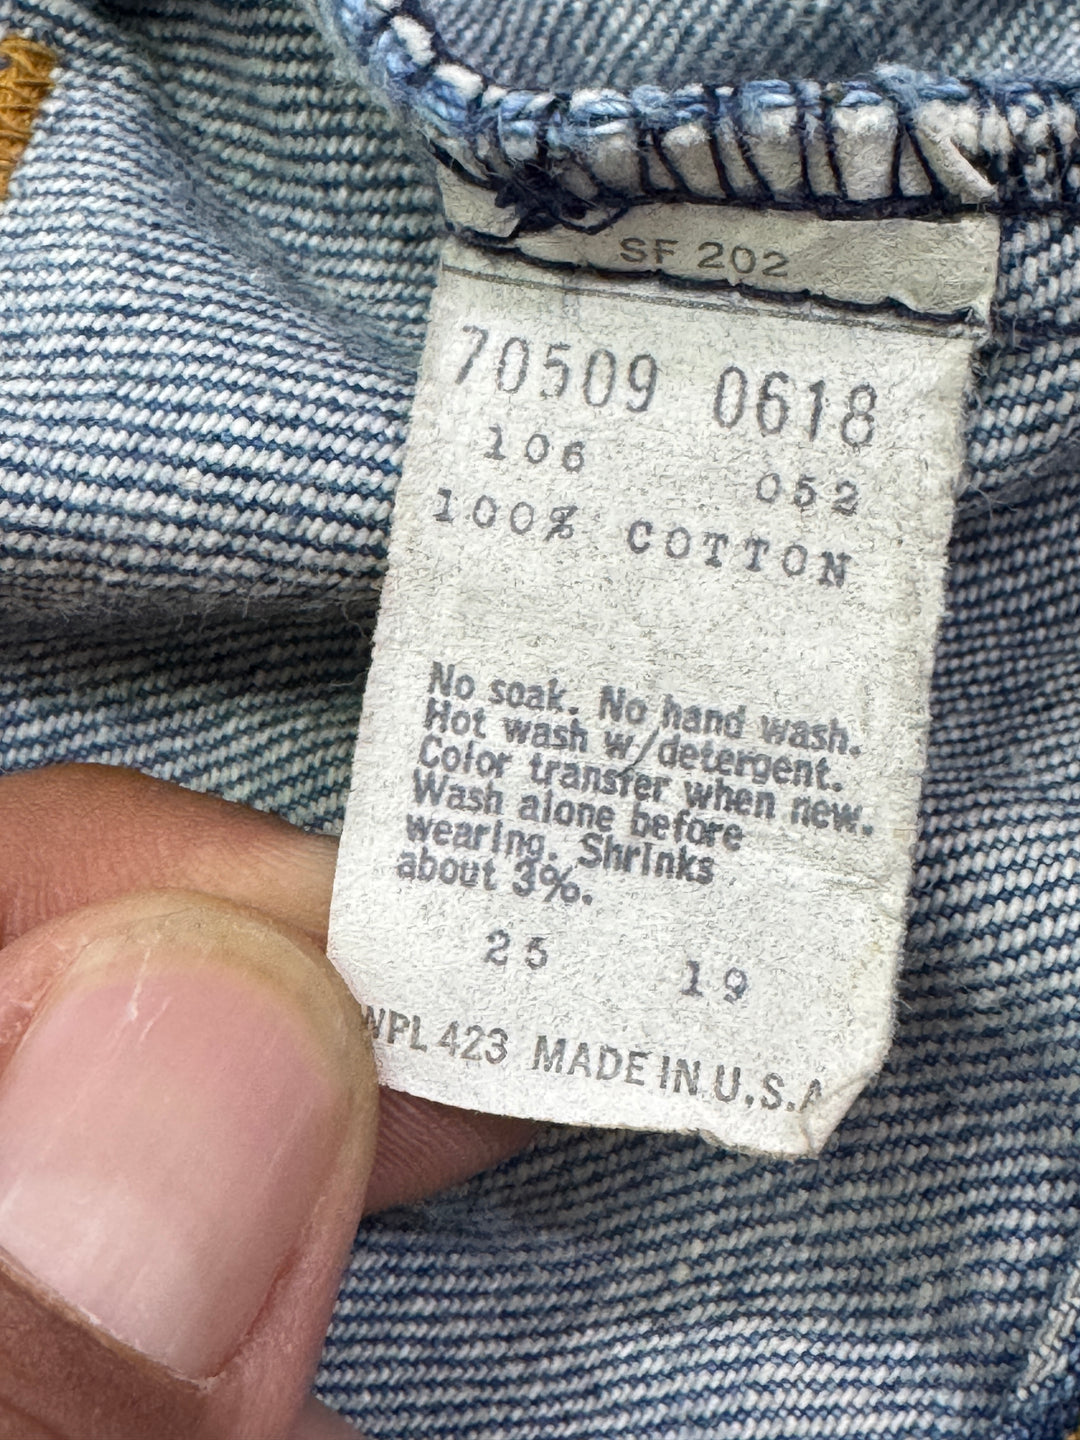 SF 202
70509 0618
106 052
100% COTTON
No soak. No hand wash.
Hot wash w/detergent.
Color transfer when new.
Wash alone before
wearing. Shrinks
about 3%.
25 19
WPL 423 MADE IN U.S.A